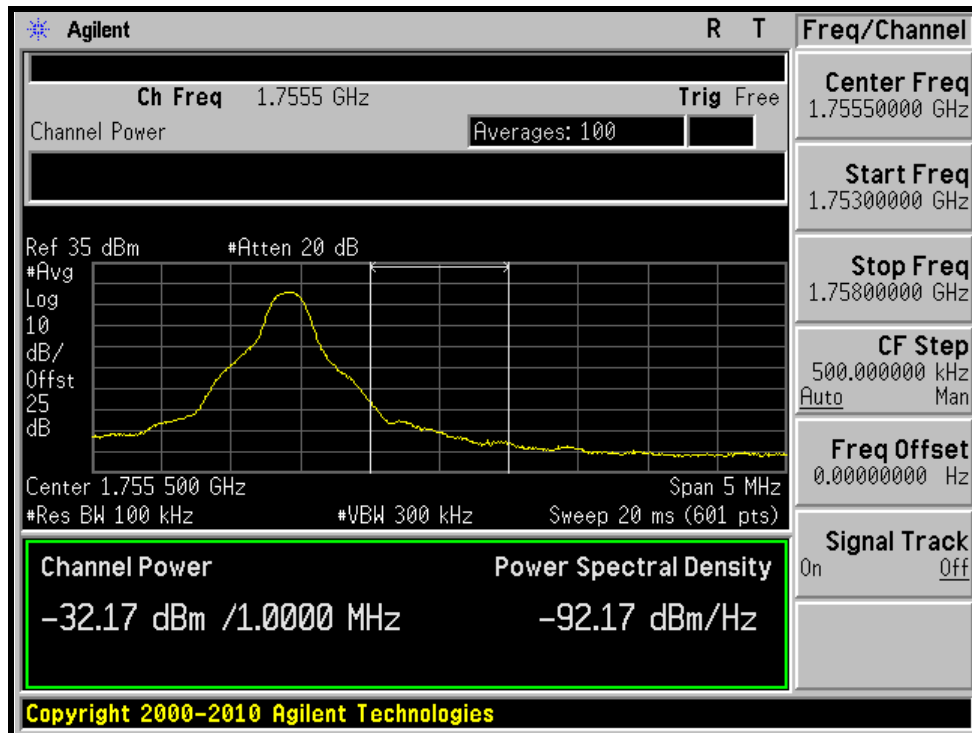 Agilent R T
Ch Freq 1.7555 GHz Trig Free
Channel Power Averages: 100
Ref 35 dBm #Atten 20 dB
#Avg
Log
10
dB/
Offst
25
dB
Center 1.755 500 GHz Span 5 MHz
#Res BW 100 kHz #VBW 300 kHz Sweep 20 ms (601 pts)
Channel Power Power Spectral Density
-32.17 dBm /1.0000 MHz -92.17 dBm/Hz
Copyright 2000-2010 Agilent Technologies
Freq/Channel
Center Freq
1.75550000 GHz
Start Freq
1.75300000 GHz
Stop Freq
1.75800000 GHz
CF Step
500.000000 kHz
Auto Man
Freq Offset
0.00000000 Hz
Signal Track
On Off